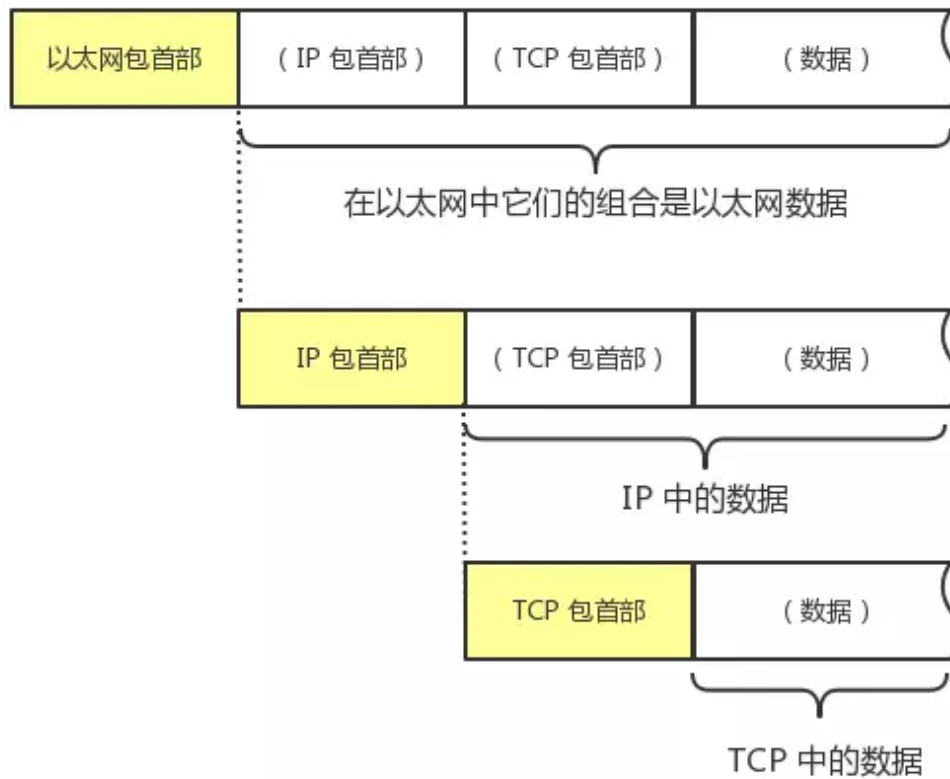 以太网包首部 （ IP 包首部 ） （ TCP 包首部 ） （ 数据 ）
在以太网中它们的组合是以太网数据
IP 包首部 （ TCP 包首部 ） （ 数据 ）
IP 中的数据
TCP 包首部 （ 数据 ）
TCP 中的数据